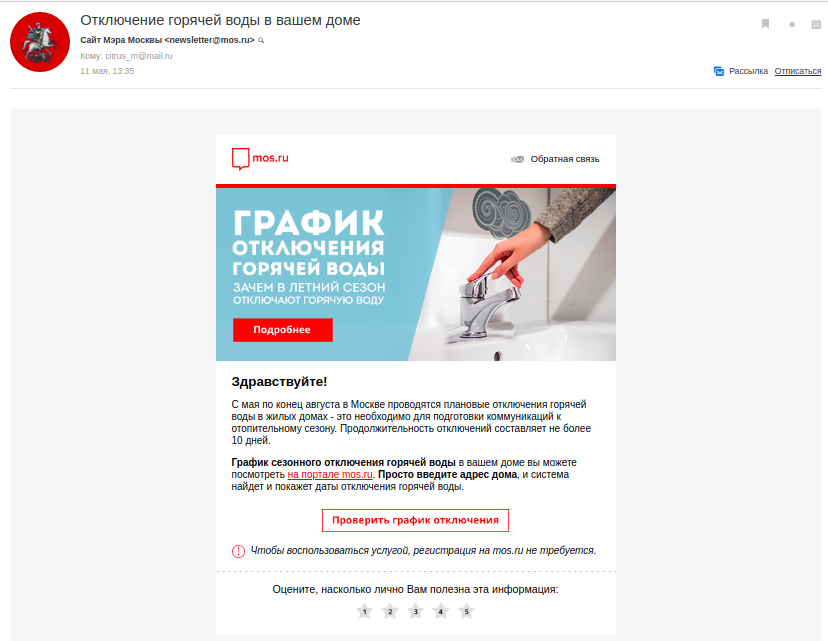 Отключение горячей воды в вашем доме
Сайт Мэра Москвы <newsletter@mos.ru>
Кому: citrus_m@mail.ru
11 мая, 13:35
Рассылка Отписаться
mos.ru
Обратная связь
ГРАФИК
ОТКЛЮЧЕНИЯ
ГОРЯЧЕЙ ВОДЫ
ЗАЧЕМ В ЛЕТНИЙ СЕЗОН
ОТКЛЮЧАЮТ ГОРЯЧУЮ ВОДУ
Подробнее
Здравствуйте!
С мая по конец августа в Москве проводятся плановые отключения горячей
воды в жилых домах - это необходимо для подготовки коммуникаций к
отопительному сезону. Продолжительность отключений составляет не более
10 дней.
График сезонного отключения горячей воды в вашем доме вы можете
посмотреть на портале mos.ru. Просто введите адрес дома, и система
найдет и покажет даты отключения горячей воды.
Проверить график отключения
Чтобы воспользоваться услугой, регистрация на mos.ru не требуется.
Оцените, насколько лично Вам полезна эта информация:
1 2 3 4 5